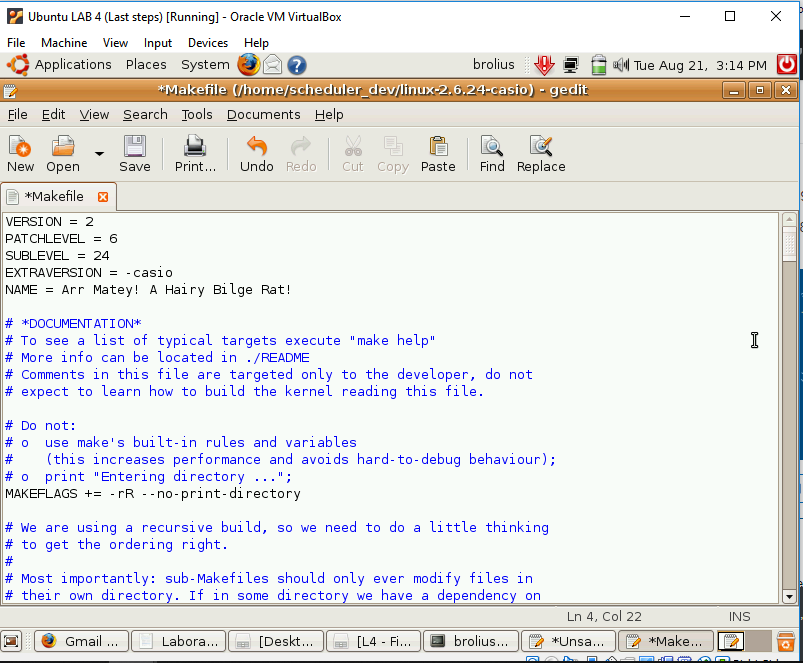 Ubuntu LAB 4 (Last steps) [Running] - Oracle VM VirtualBox
File Machine View Input Devices Help
Applications Places System brolius Tue Aug 21, 3:14 PM
*Makefile (/home/scheduler_dev/linux-2.6.24-casio) - gedit
File Edit View Search Tools Documents Help
New Open Save Print... Undo Redo Cut Copy Paste Find Replace
*Makefile
VERSION = 2
PATCHLEVEL = 6
SUBLEVEL = 24
EXTRAVERSION = -casio
NAME = Arr Matey! A Hairy Bilge Rat!
# *DOCUMENTATION*
# To see a list of typical targets execute "make help"
# More info can be located in ./README
# Comments in this file are targeted only to the developer, do not
# expect to learn how to build the kernel reading this file.
# Do not:
# o  use make's built-in rules and variables
#    (this increases performance and avoids hard-to-debug behaviour);
# o  print "Entering directory ...";
MAKEFLAGS += -rR --no-print-directory
# We are using a recursive build, so we need to do a little thinking
# to get the ordering right.
#
# Most importantly: sub-Makefiles should only ever modify files in
# their own directory. If in some directory we have a dependency on
Ln 4, Col 22 INS
Gmail ... Labora... [Deskt... [L4 - Fi... brolius... *Unsa... *Make...